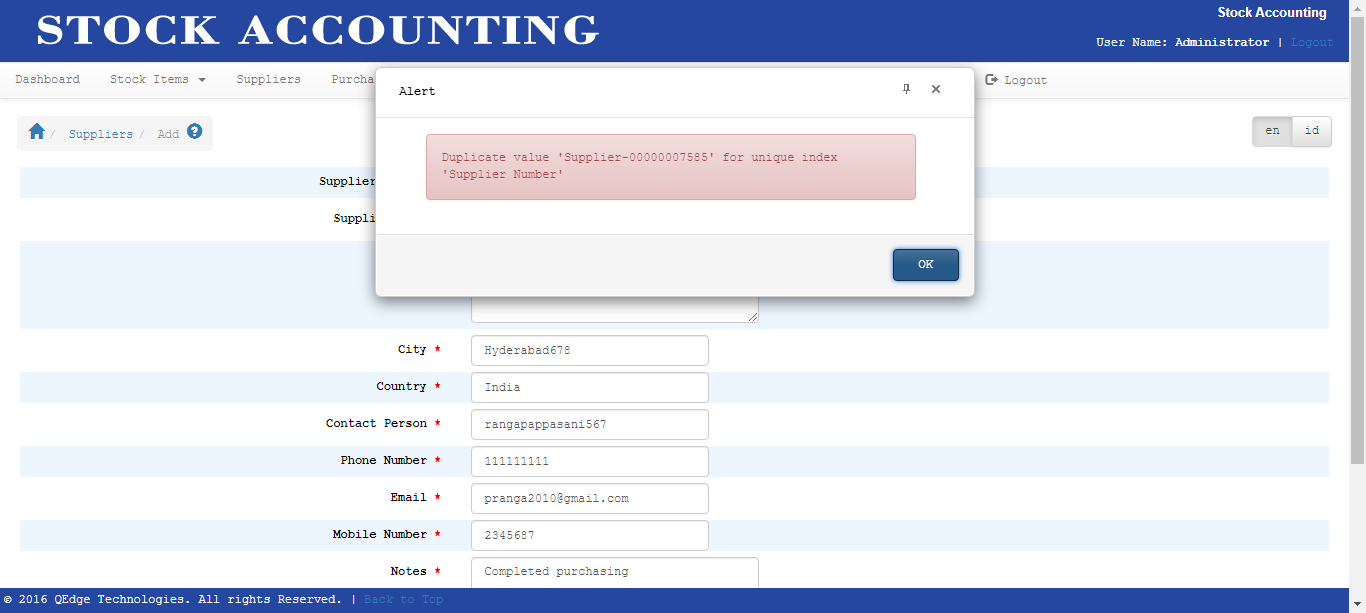 STOCK ACCOUNTING
Stock Accounting
User Name: Administrator | Logout
Dashboard Stock Items Suppliers Purcha Logout
Alert
Suppliers / Add ?
en id
Duplicate value 'Supplier-00000007585' for unique index
'Supplier Number'
Supplier
Suppli
OK
City * Hyderabad678
Country * India
Contact Person * rangapappasani567
Phone Number * 111111111
Email * pranga2010@gmail.com
Mobile Number * 2345687
Notes * Completed purchasing
© 2016 QEdge Technologies. All rights Reserved. | Back to Top